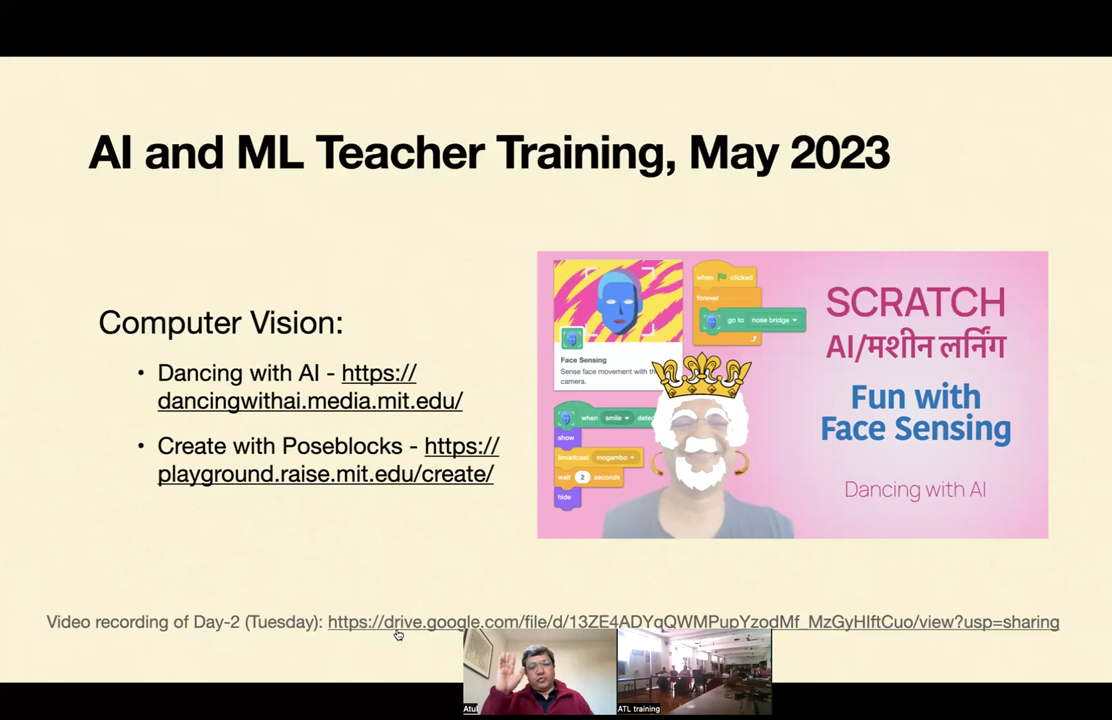 AI and ML Teacher Training, May 2023
Computer Vision:
• Dancing with AI - https://
dancingwithai.media.mit.edu/
• Create with Poseblocks - https://
playground.raise.mit.edu/create/
Face Sensing
Sense face movement with th
camera.
when clicked
forever
go to nose bridge
when smile detec
show
broadcast mogambo
wait 2 seconds
hide
SCRATCH
AI/मशीन लर्निंग
Fun with
Face Sensing
Dancing with AI
Video recording of Day-2 (Tuesday): https://drive.google.com/file/d/13ZE4ADYqQWMPupYzodMf_MzGyHIftCuo/view?usp=sharing
Atul
ATL training